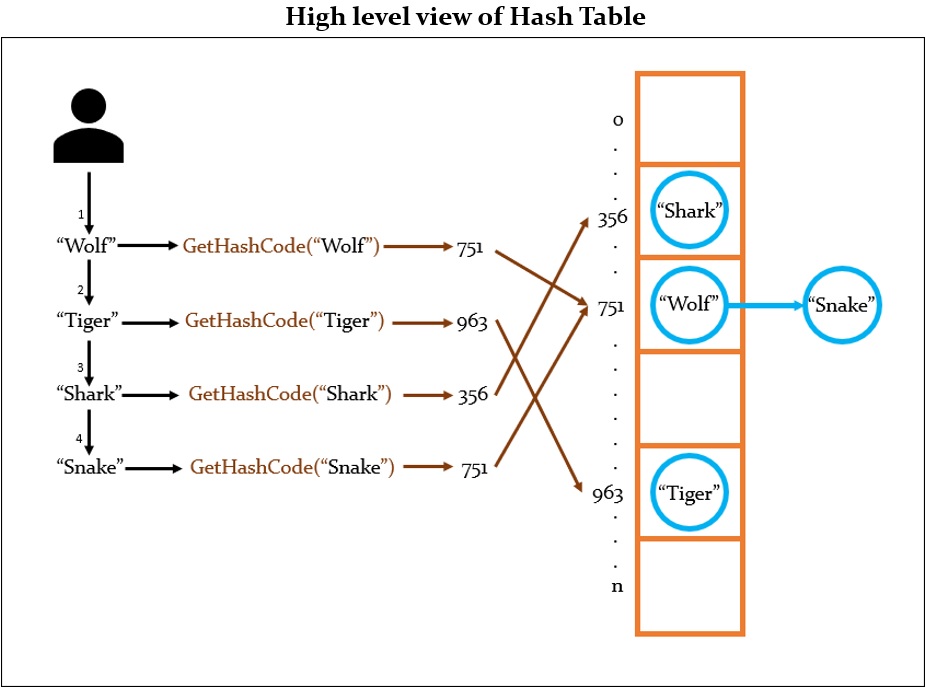 High level view of Hash Table
1
“Wolf” GetHashCode(“Wolf”) 751
2
“Tiger” GetHashCode(“Tiger”) 963
3
“Shark” GetHashCode(“Shark”) 356
4
“Snake” GetHashCode(“Snake”) 751
0
.
.
.
356 “Shark”
.
.
751 “Wolf” “Snake”
.
.
.
.
.
.
963 “Tiger”
.
.
.
n